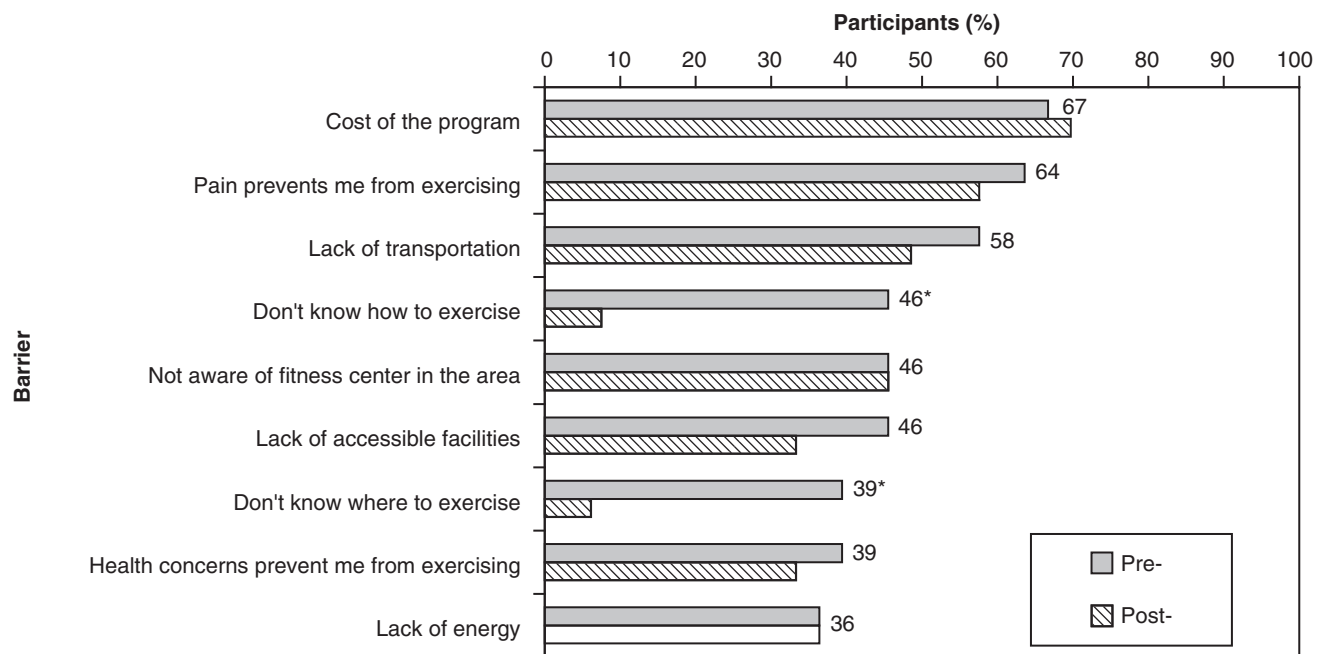 Participants (%)
0 10 20 30 40 50 60 70 80 90 100
Barrier
Cost of the program 67
Pain prevents me from exercising 64
Lack of transportation 58
Don't know how to exercise 46*
Not aware of fitness center in the area 46
Lack of accessible facilities 46
Don't know where to exercise 39*
Health concerns prevent me from exercising 39
Lack of energy 36
Pre-
Post-